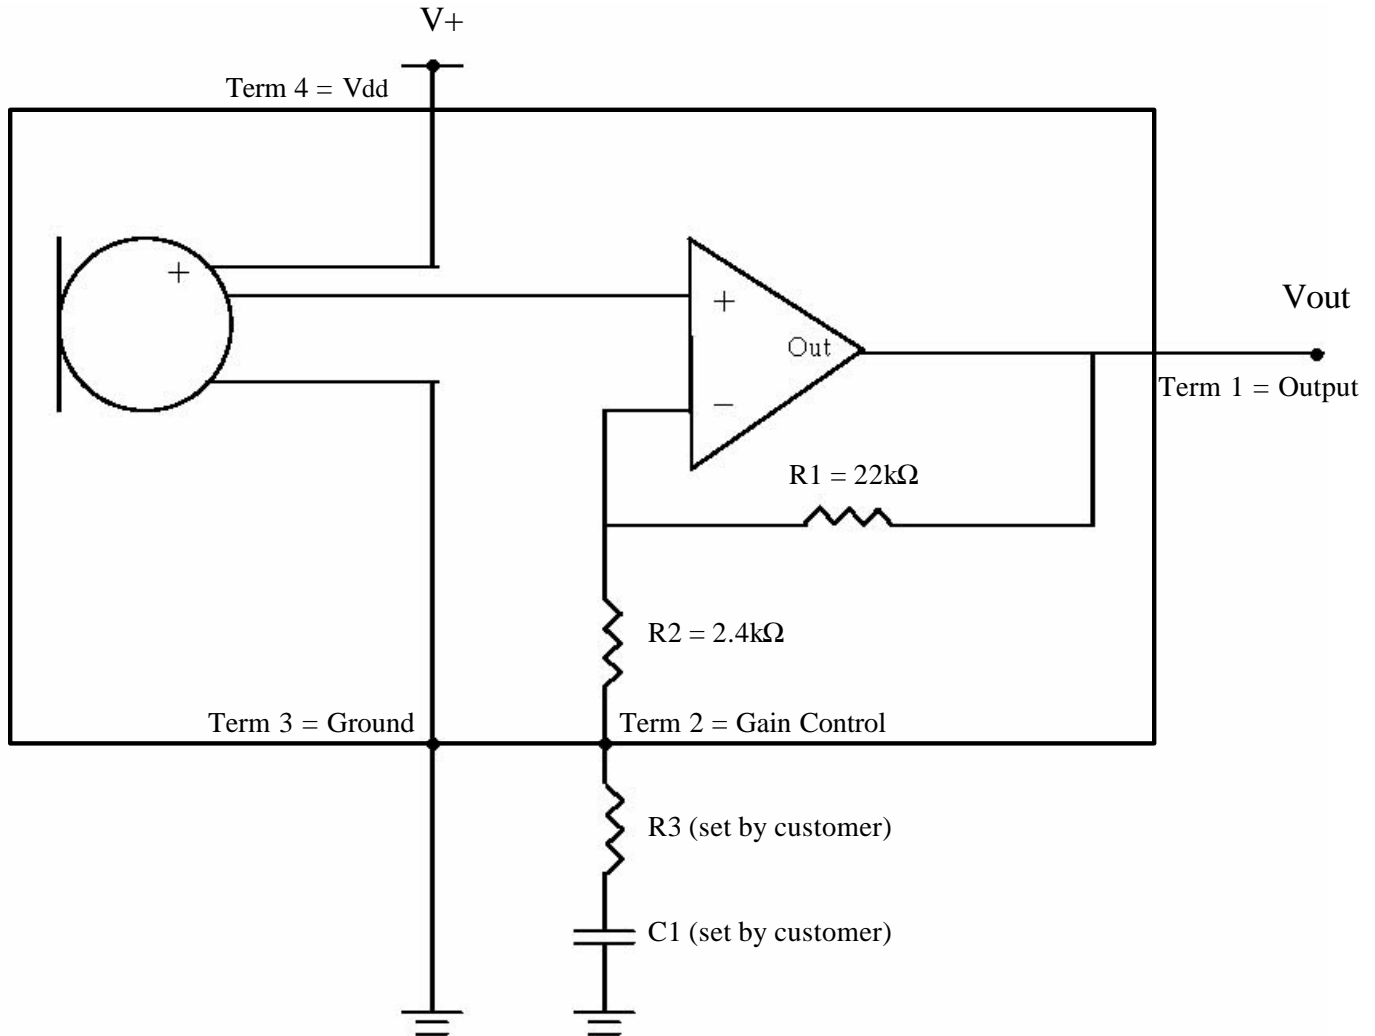 V+
Term 4 = Vdd
+
+
Out
Vout
Term 1 = Output
−
R1 = 22kΩ
R2 = 2.4kΩ
Term 3 = Ground
Term 2 = Gain Control
R3 (set by customer)
C1 (set by customer)